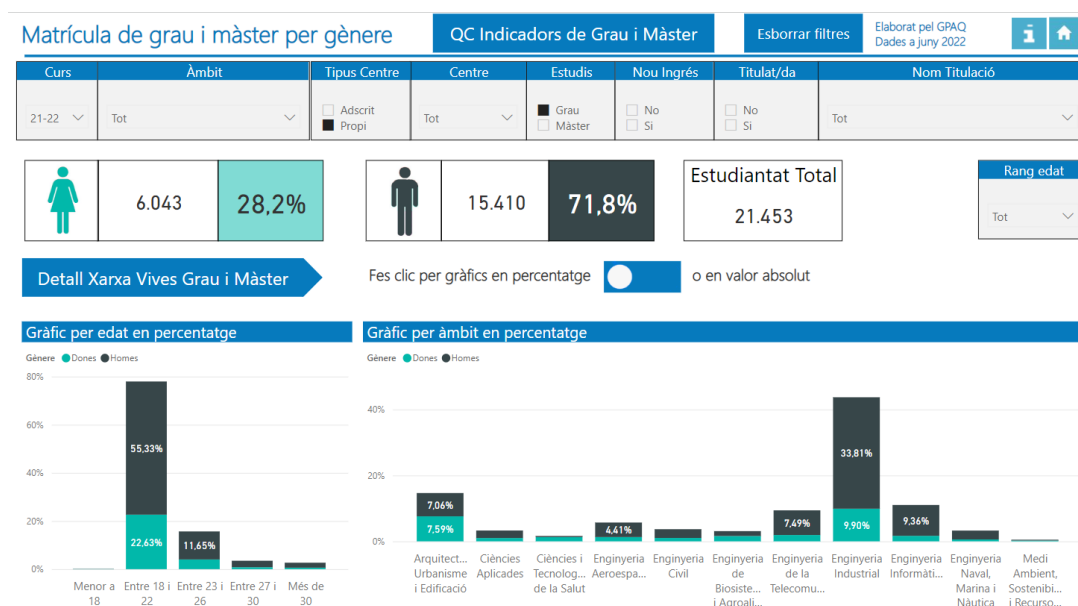 Matrícula de grau i màster per gènere
QC Indicadors de Grau i Màster
Esborrar filtres
Elaborat pel GPAQ
Dades a juny 2022
Curs
Àmbit
Tipus Centre
Centre
Estudis
Nou Ingrés
Titulat/da
Nom Titulació
21-22
Tot
Adscrit
Propi
Tot
Grau
Màster
No
Si
No
Si
Tot
6.043
28,2%
15.410
71,8%
Estudiantat Total
21.453
Rang edat
Tot
Detall Xarxa Vives Grau i Màster
Fes clic per gràfics en percentatge
o en valor absolut
Gràfic per edat en percentatge
Gènere Dones Homes
80%
60%
40%
20%
0%
55,33%
22,63%
11,65%
Menor a
18
Entre 18 i
22
Entre 23 i
26
Entre 27 i
30
Més de
30
Gràfic per àmbit en percentatge
Gènere Dones Homes
40%
20%
0%
7,06%
7,59%
4,41%
7,49%
33,81%
9,90%
9,36%
Arquitect...
Urbanisme
i Edificació
Ciències
Aplicades
Ciències i
Tecnolog...
de la Salut
Enginyeria
Aeroespa...
Enginyeria
Civil
Enginyeria
de
Biosiste...
i Agroali...
Enginyeria
de la
Telecomu...
Enginyeria
Industrial
Enginyeria
Informàti...
Enginyeria
Naval,
Marina i
Nàutica
Medi
Ambient,
Sostenibi...
i Recurso...